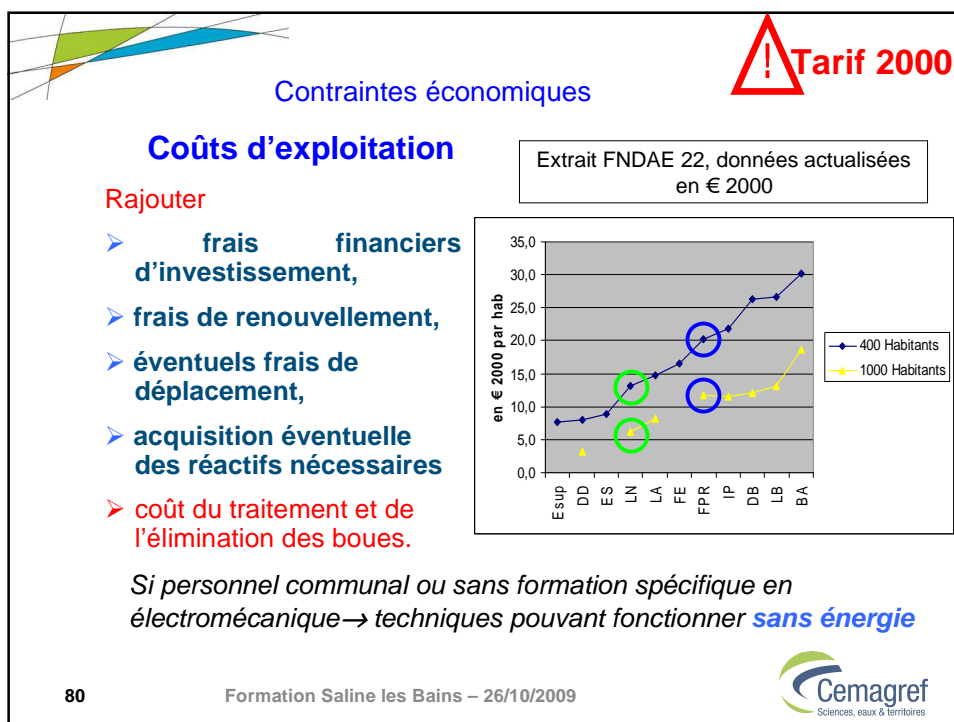 ! Tarif 2000
Contraintes économiques
Coûts d'exploitation
Extrait FNDAE 22, données actualisées
en € 2000
Rajouter
➢ frais financiers
d'investissement,
➢ frais de renouvellement,
➢ éventuels frais de
déplacement,
➢ acquisition éventuelle
des réactifs nécessaires
➢ coût du traitement et de
l'élimination des boues.
en € 2000 par hab
35,0
30,0
25,0
20,0
15,0
10,0
5,0
0,0
Esup
DD
ES
LN
LA
FE
FPR
IP
DB
LB
BA
400 Habitants
1000 Habitants
Si personnel communal ou sans formation spécifique en
électromécanique→ techniques pouvant fonctionner sans énergie
80
Formation Saline les Bains – 26/10/2009
Cemagref
Sciences, eaux & territoires